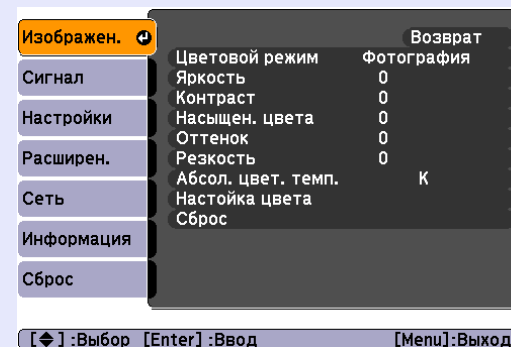 Изображен.
Сигнал
Настройки
Расширен.
Сеть
Информация
Сброс
Возврат
Цветовой режим Фотография
Яркость 0
Контраст 0
Насыщен. цвета 0
Оттенок 0
Резкость 0
Абсол. цвет. темп. К
Настойка цвета
Сброс
[◆] :Выбор [Enter] :Ввод [Menu]:Выход